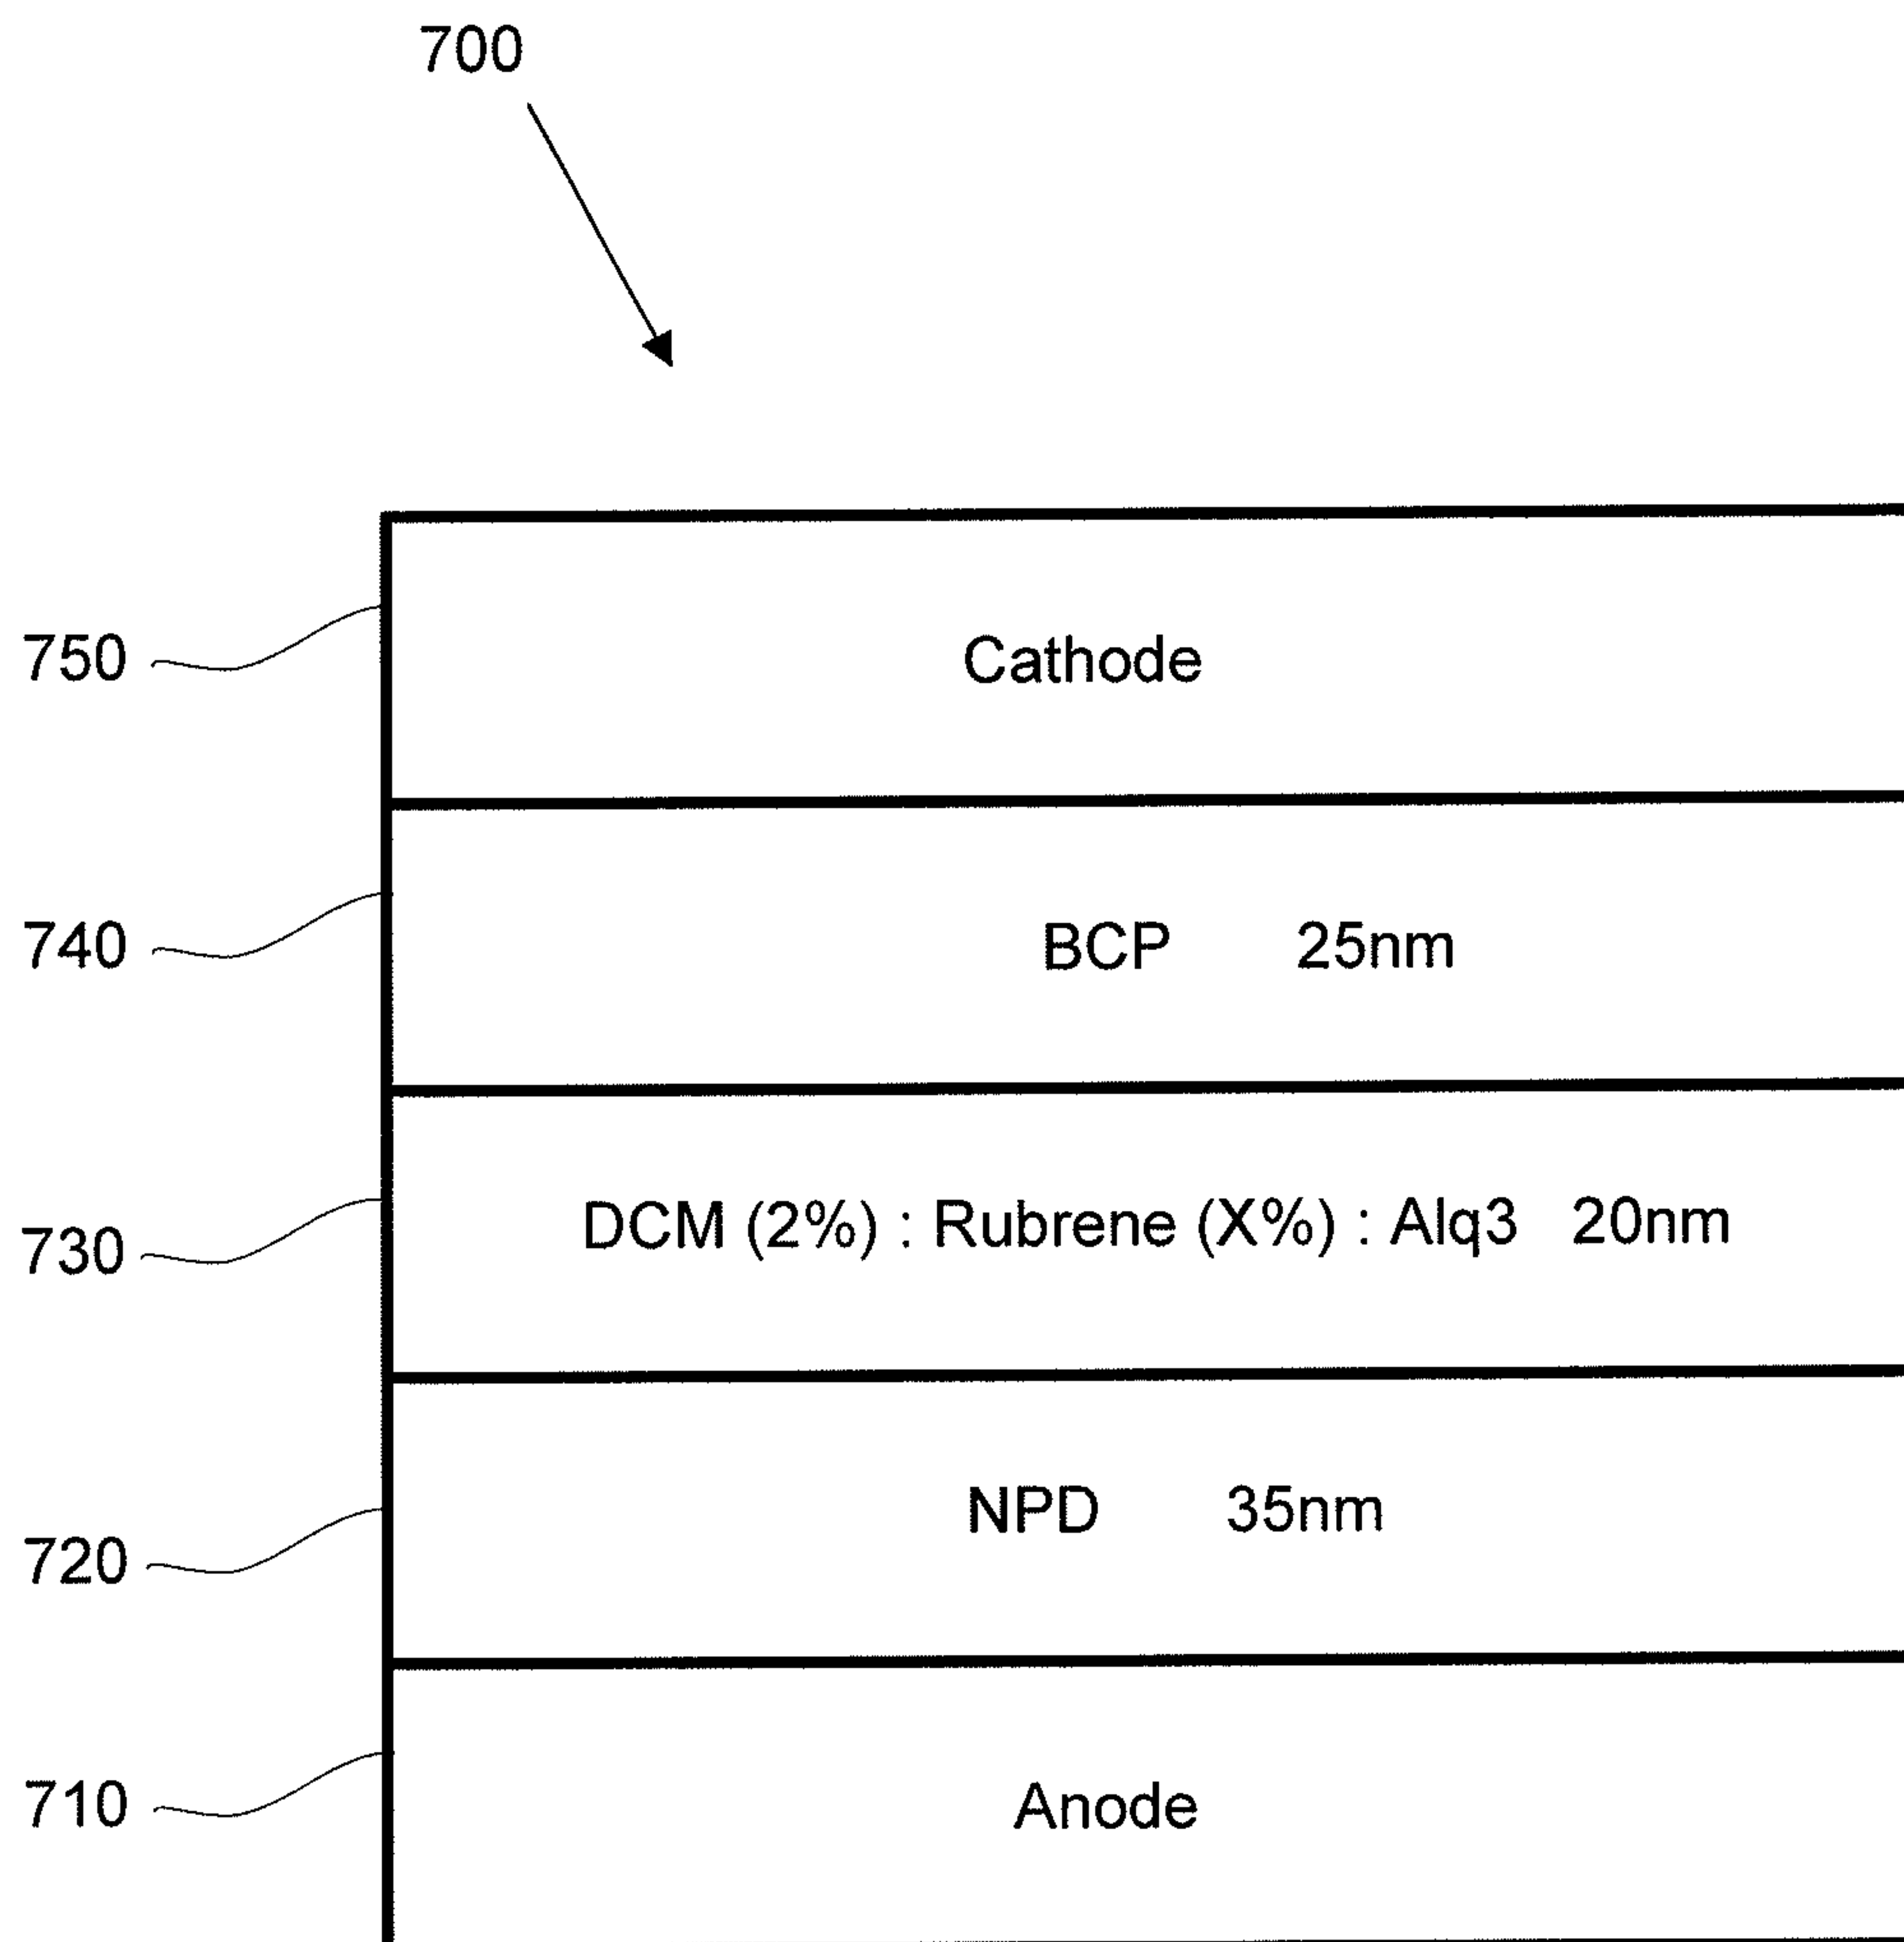 700
750 Cathode
740 BCP 25nm
730 DCM (2%) : Rubrene (X%) : Alq3 20nm
720 NPD 35nm
710 Anode